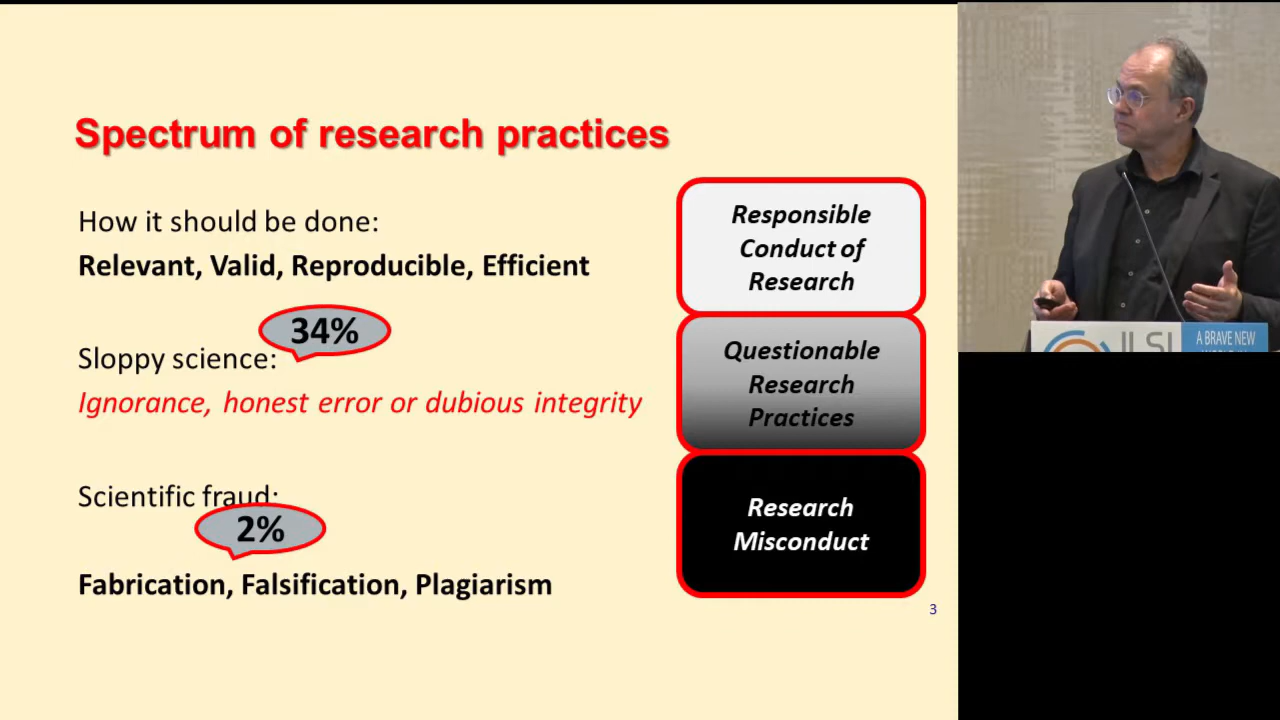 Spectrum of research practices
How it should be done:
Relevant, Valid, Reproducible, Efficient
34%
Sloppy science:
Ignorance, honest error or dubious integrity
Scientific fraud:
2%
Fabrication, Falsification, Plagiarism
Responsible
Conduct of
Research
Questionable
Research
Practices
Research
Misconduct
3
ILSI
A BRAVE NEW